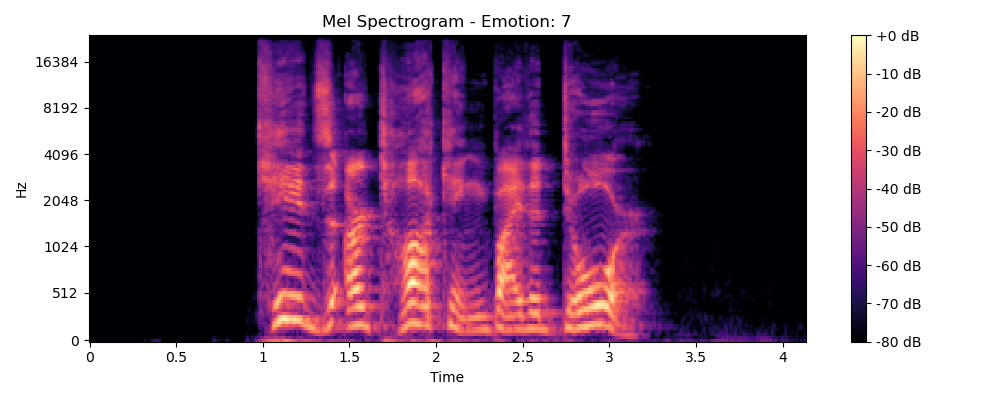 Mel Spectrogram - Emotion: 7
16384
8192
4096
2048
1024
512
0
Hz
0 0.5 1 1.5 2 2.5 3 3.5 4
Time
+0 dB
-10 dB
-20 dB
-30 dB
-40 dB
-50 dB
-60 dB
-70 dB
-80 dB